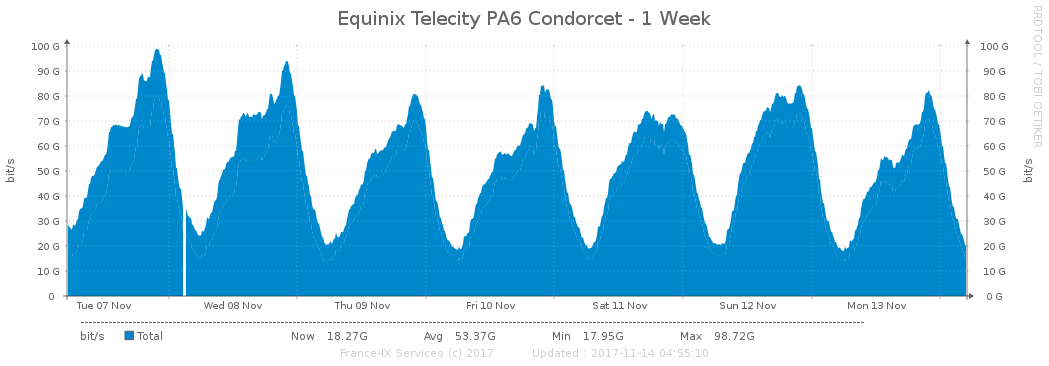 Equinix Telecity PA6 Condorcet - 1 Week
RRDTOOL / TOBI OETIKER
bit/s
100 G
90 G
80 G
70 G
60 G
50 G
40 G
30 G
20 G
10 G
0
100 G
90 G
80 G
70 G
60 G
50 G
40 G
30 G
20 G
10 G
0 G
bit/s
Tue 07 Nov Wed 08 Nov Thu 09 Nov Fri 10 Nov Sat 11 Nov Sun 12 Nov Mon 13 Nov
bit/s Total Now 18.27G Avg 53.37G Min 17.95G Max 98.72G
France-IX Services (c) 2017 Updated : 2017-11-14 04:55:10